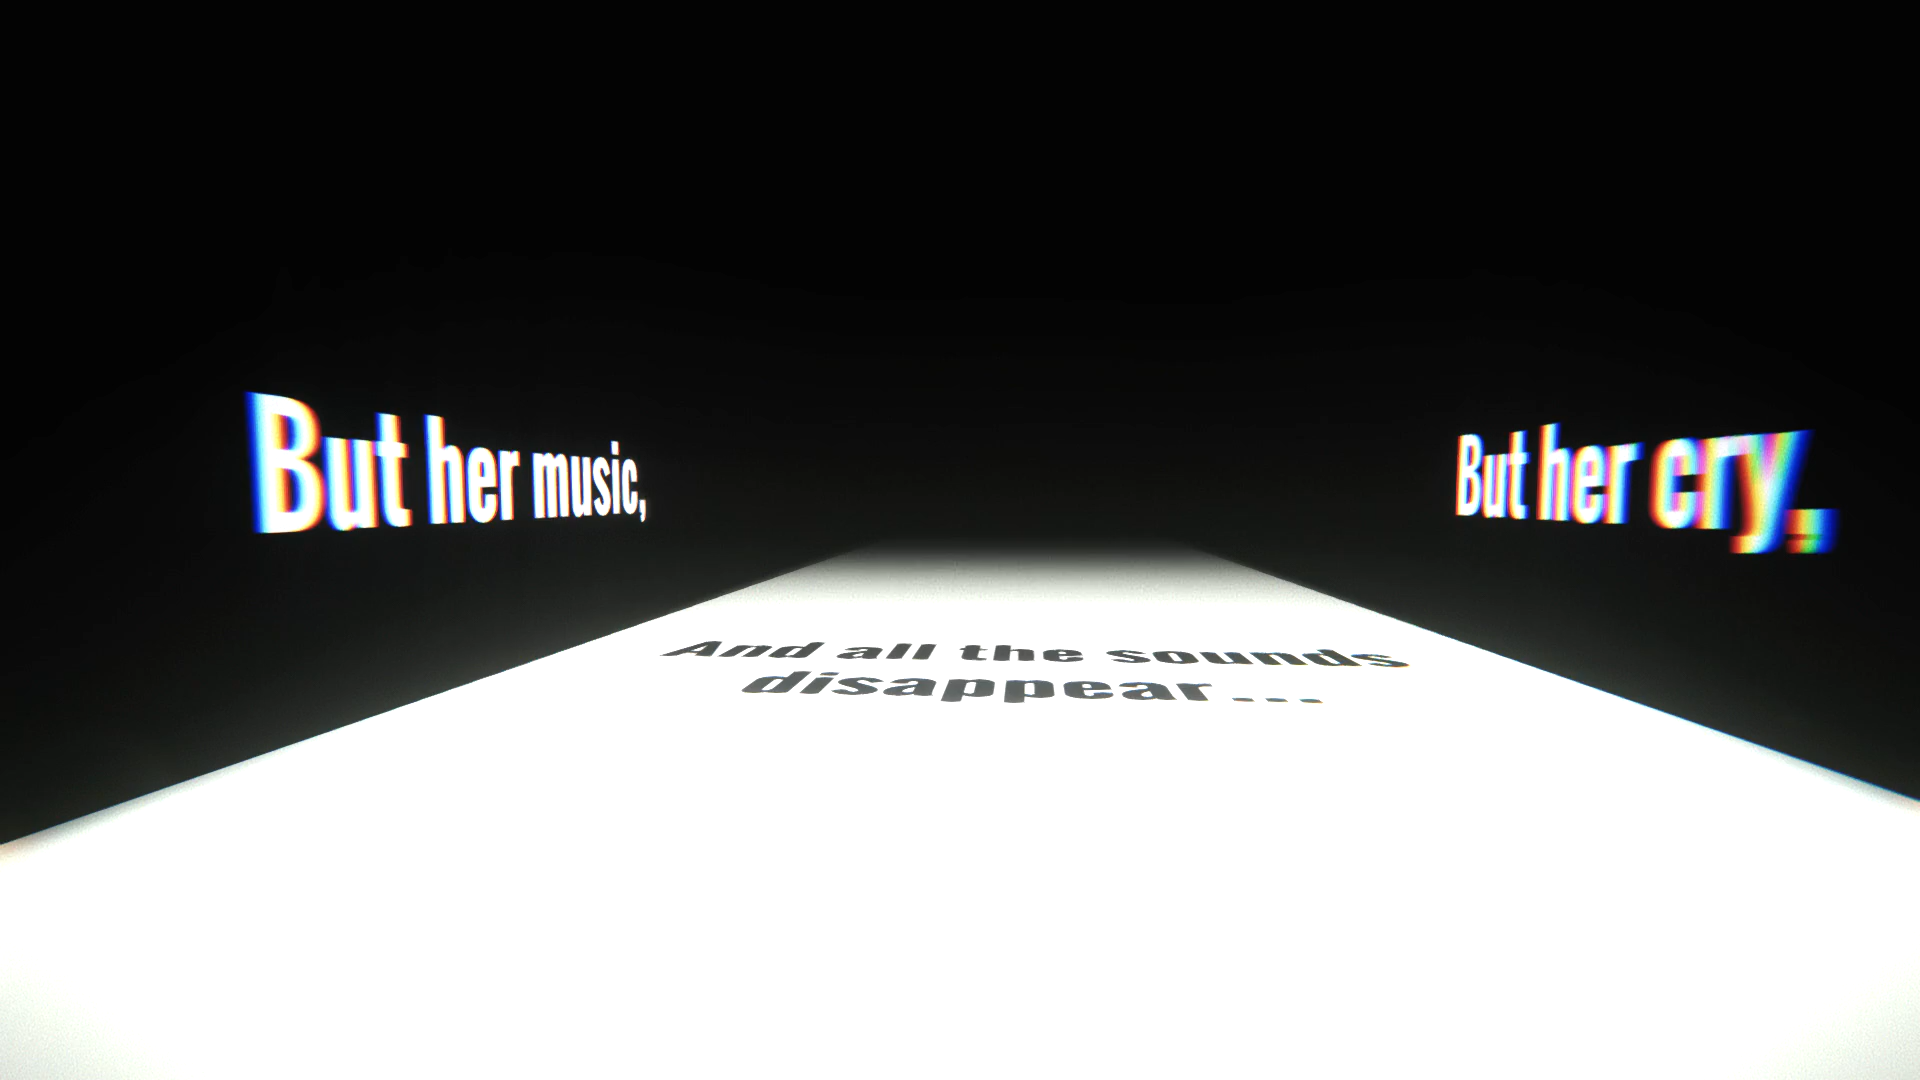 But her music,
But her cry,
And all the sounds
disappear...